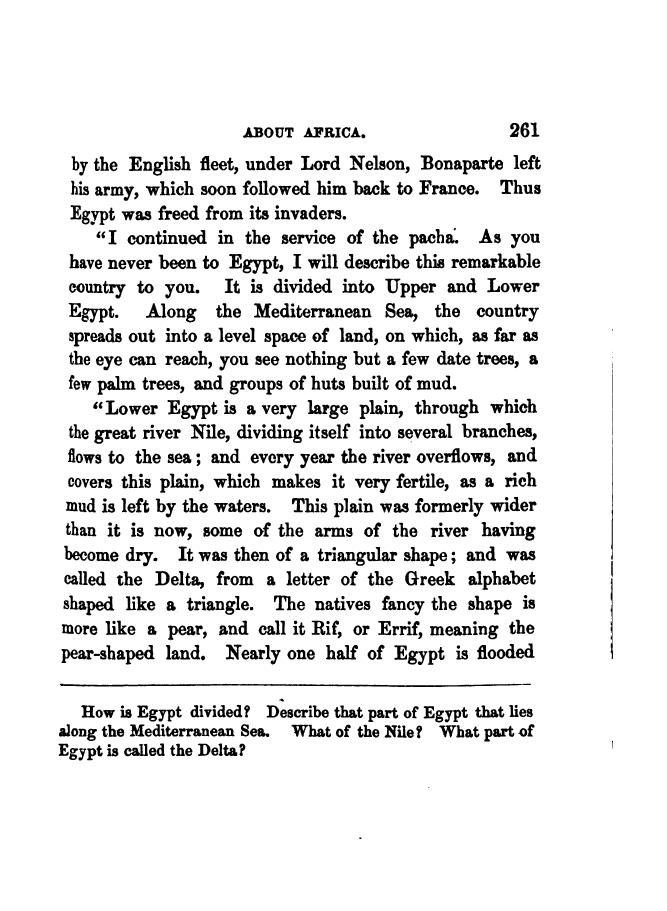 ABOUT AFRICA. 261
by the English fleet, under Lord Nelson, Bonaparte left
his army, which soon followed him back to France. Thus
Egypt was freed from its invaders.
"I continued in the service of the pacha. As you
have never been to Egypt, I will describe this remarkable
country to you. It is divided into Upper and Lower
Egypt. Along the Mediterranean Sea, the country
spreads out into a level space of land, on which, as far as
the eye can reach, you see nothing but a few date trees, a
few palm trees, and groups of huts built of mud.
"Lower Egypt is a very large plain, through which
the great river Nile, dividing itself into several branches,
flows to the sea; and every year the river overflows, and
covers this plain, which makes it very fertile, as a rich
mud is left by the waters. This plain was formerly wider
than it is now, some of the arms of the river having
become dry. It was then of a triangular shape; and was
called the Delta, from a letter of the Greek alphabet
shaped like a triangle. The natives fancy the shape is
more like a pear, and call it Rif, or Errif, meaning the
pear-shaped land. Nearly one half of Egypt is flooded
How is Egypt divided? Describe that part of Egypt that lies
along the Mediterranean Sea. What of the Nile? What part of
Egypt is called the Delta?